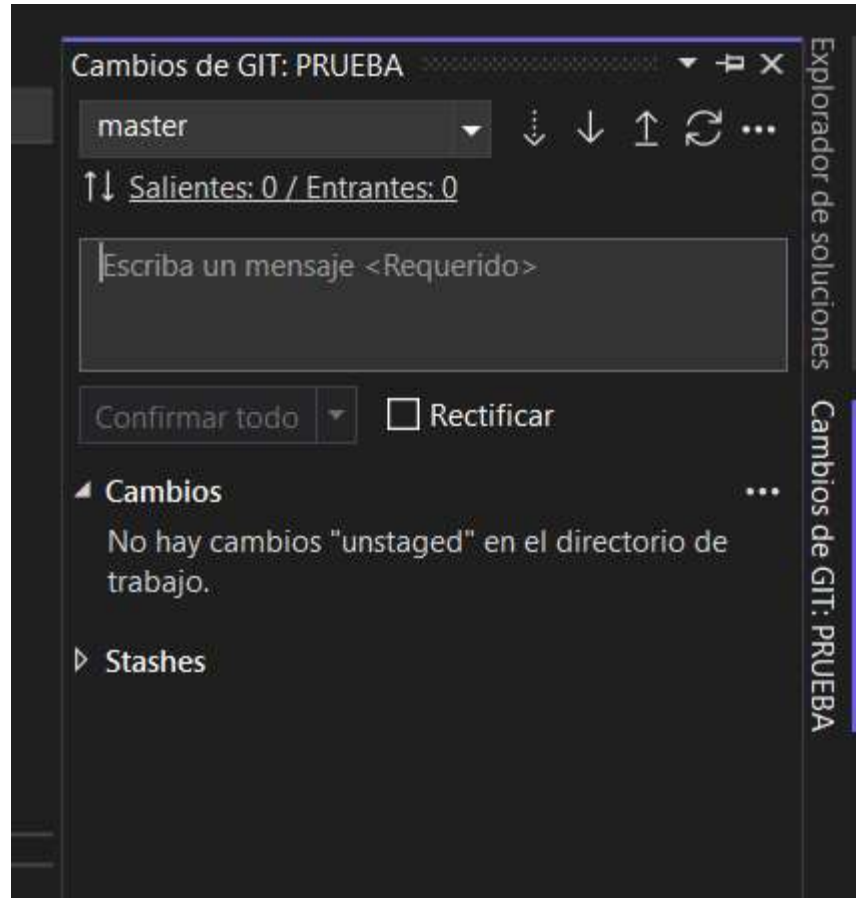 Cambios de GIT: PRUEBA
master
Salientes: 0 / Entrantes: 0
Escriba un mensaje <Requerido>
Confirmar todo
Rectificar
Cambios
No hay cambios "unstaged" en el directorio de
trabajo.
Stashes
Explorador de soluciones
Cambios de GIT: PRUEBA